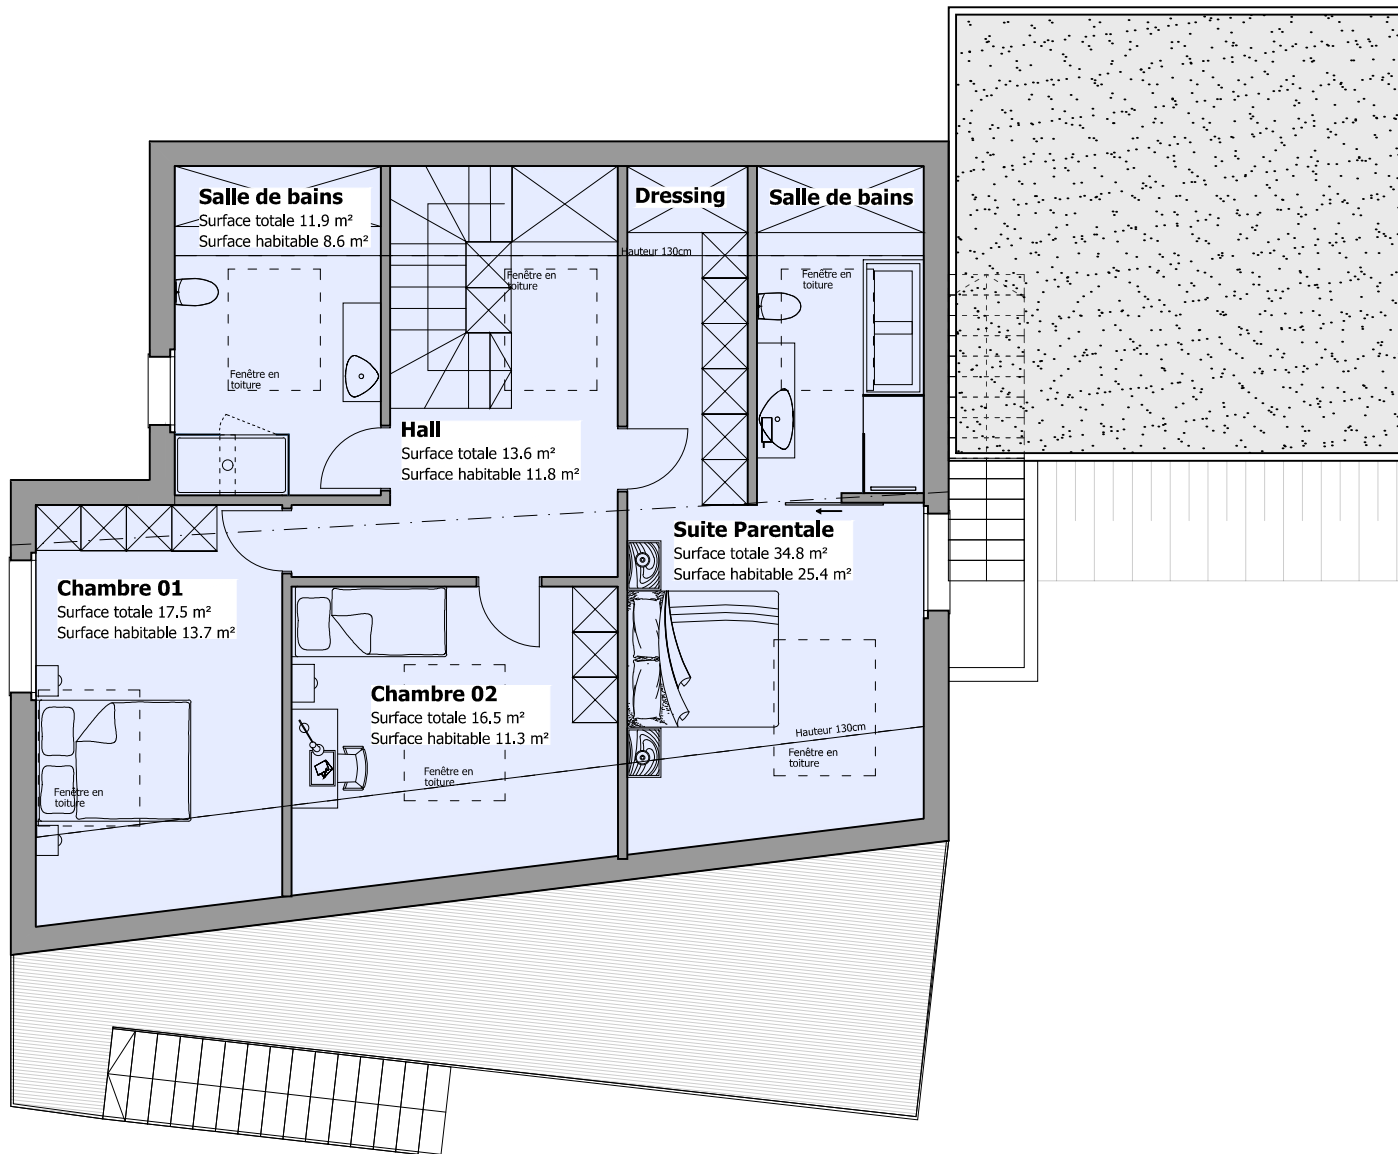 Salle de bains
Surface totale 11.9 m²
Surface habitable 8.6 m²
Dressing
Salle de bains
Hauteur 130cm
Fenêtre en
toiture
Fenêtre en
toiture
Fenêtre en
toiture
Fenêtre en
toiture
Hall
Surface totale 13.6 m²
Surface habitable 11.8 m²
Suite Parentale
Surface totale 34.8 m²
Surface habitable 25.4 m²
Chambre 01
Surface totale 17.5 m²
Surface habitable 13.7 m²
Chambre 02
Surface totale 16.5 m²
Surface habitable 11.3 m²
Hauteur 130cm
Fenêtre en
toiture
Fenêtre en
toiture
Fenêtre en
toiture